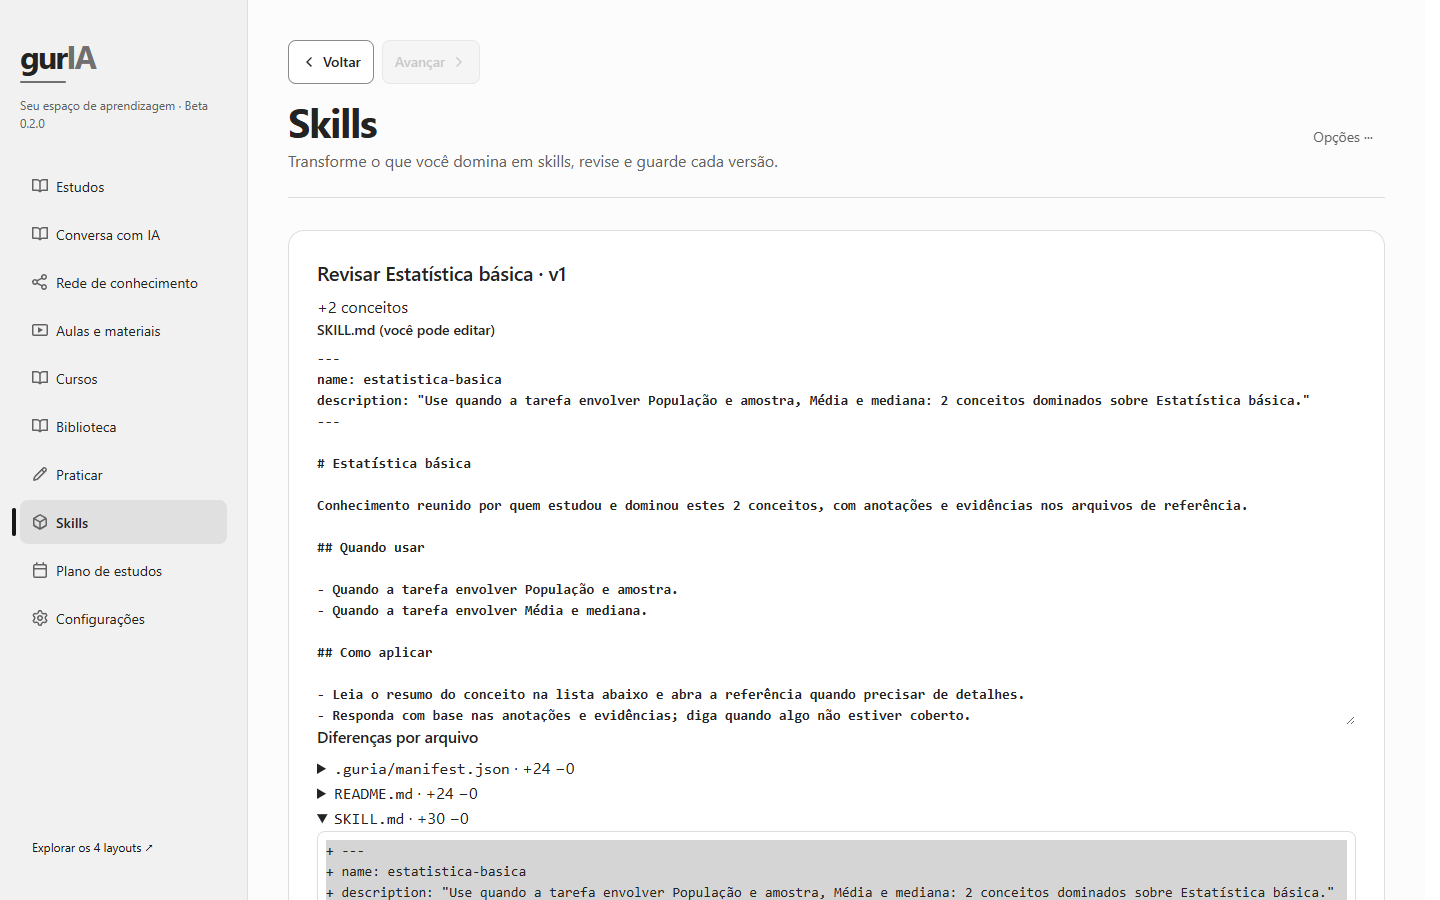 gurIA
Seu espaço de aprendizagem · Beta
0.2.0
Estudos
Conversa com IA
Rede de conhecimento
Aulas e materiais
Cursos
Biblioteca
Praticar
Skills
Plano de estudos
Configurações
Explorar os 4 layouts ↗
Voltar
Avançar
Skills
Transforme o que você domina em skills, revise e guarde cada versão.
Opções ···
Revisar Estatística básica · v1
+2 conceitos
SKILL.md (você pode editar)
---
name: estatistica-basica
description: "Use quando a tarefa envolver População e amostra, Média e mediana: 2 conceitos dominados sobre Estatística básica."
---
# Estatística básica
Conhecimento reunido por quem estudou e dominou estes 2 conceitos, com anotações e evidências nos arquivos de referência.
## Quando usar
- Quando a tarefa envolver População e amostra.
- Quando a tarefa envolver Média e mediana.
## Como aplicar
- Leia o resumo do conceito na lista abaixo e abra a referência quando precisar de detalhes.
- Responda com base nas anotações e evidências; diga quando algo não estiver coberto.
Diferenças por arquivo
.guria/manifest.json · +24 −0
README.md · +24 −0
SKILL.md · +30 −0
+ ---
+ name: estatistica-basica
+ description: "Use quando a tarefa envolver População e amostra, Média e mediana: 2 conceitos dominados sobre Estatística básica."